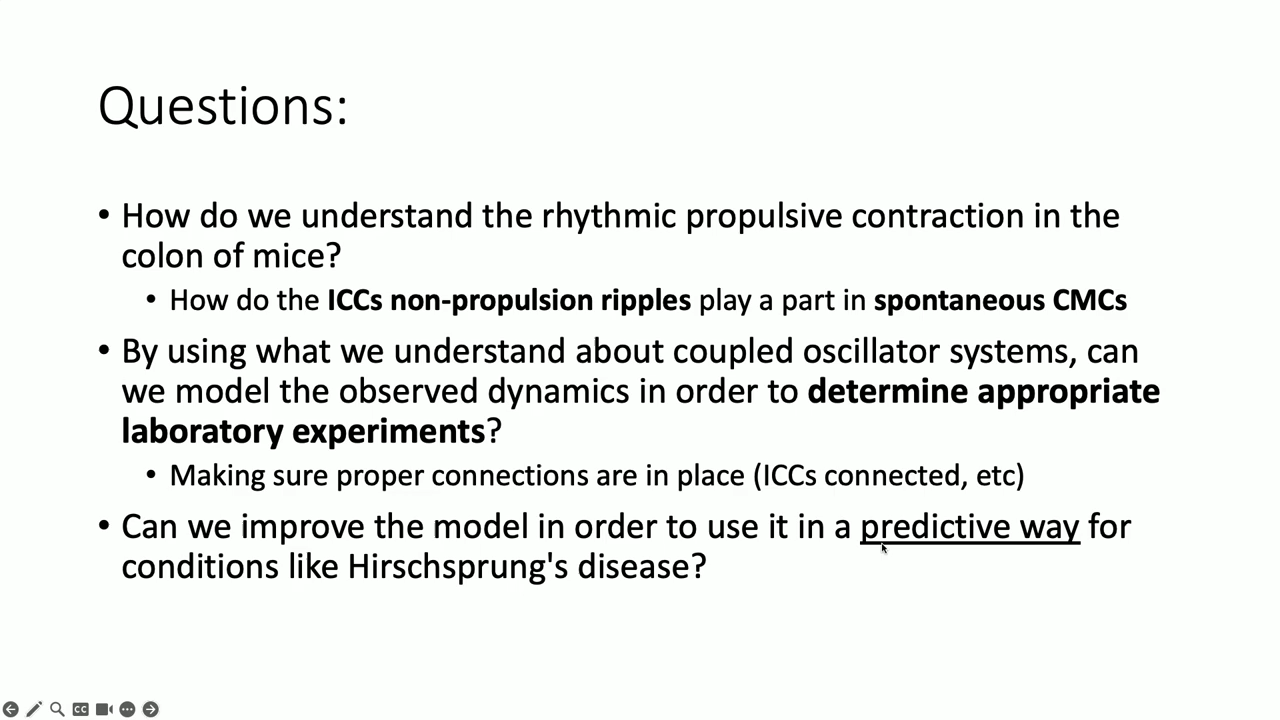 Questions:
• How do we understand the rhythmic propulsive contraction in the
colon of mice?
• How do the ICCs non-propulsion ripples play a part in spontaneous CMCs
• By using what we understand about coupled oscillator systems, can
we model the observed dynamics in order to determine appropriate
laboratory experiments?
• Making sure proper connections are in place (ICCs connected, etc)
• Can we improve the model in order to use it in a predictive way for
conditions like Hirschsprung's disease?
CC